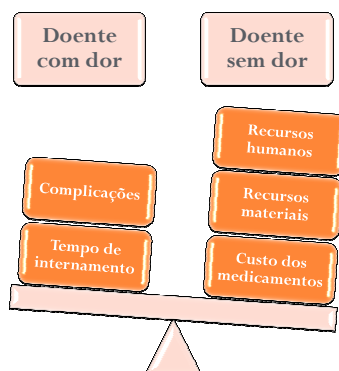 Doente
com dor
Doente
sem dor
Recursos
humanos
Complicações
Recursos
materiais
Tempo de
internamento
Custo dos
medicamentos